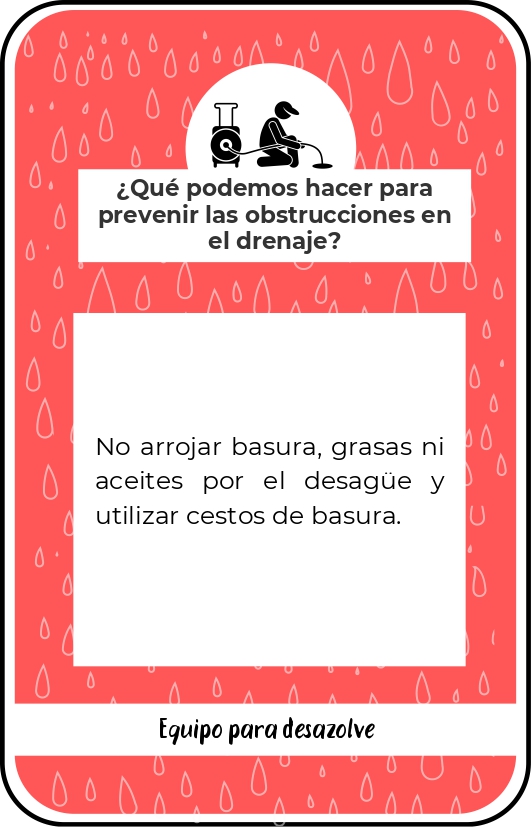 ¿Qué podemos hacer para
prevenir las obstrucciones en
el drenaje?
No arrojar basura, grasas ni
aceites por el desagüe y
utilizar cestos de basura.
Equipo para desazolve